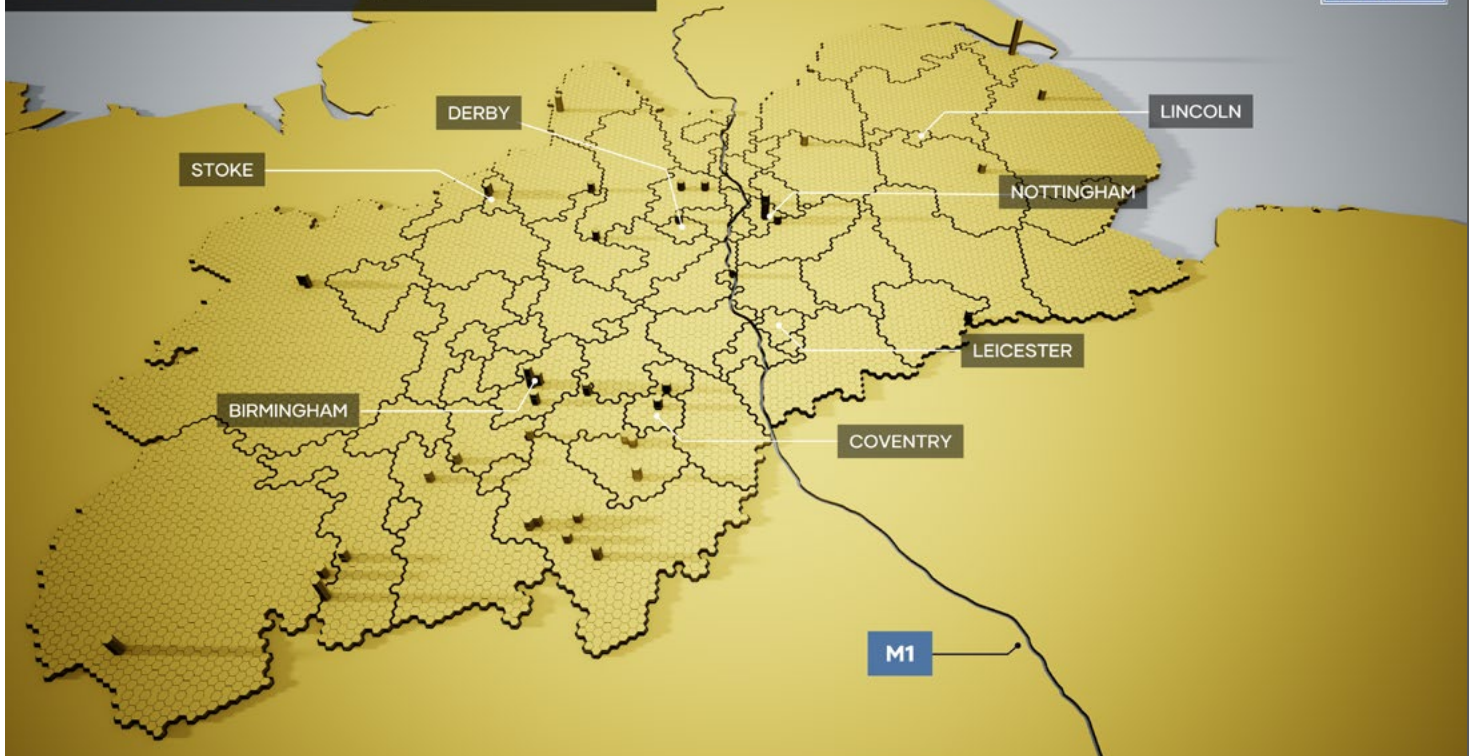 DERBY
LINCOLN
STOKE
NOTTINGHAM
LEICESTER
BIRMINGHAM
COVENTRY
M1